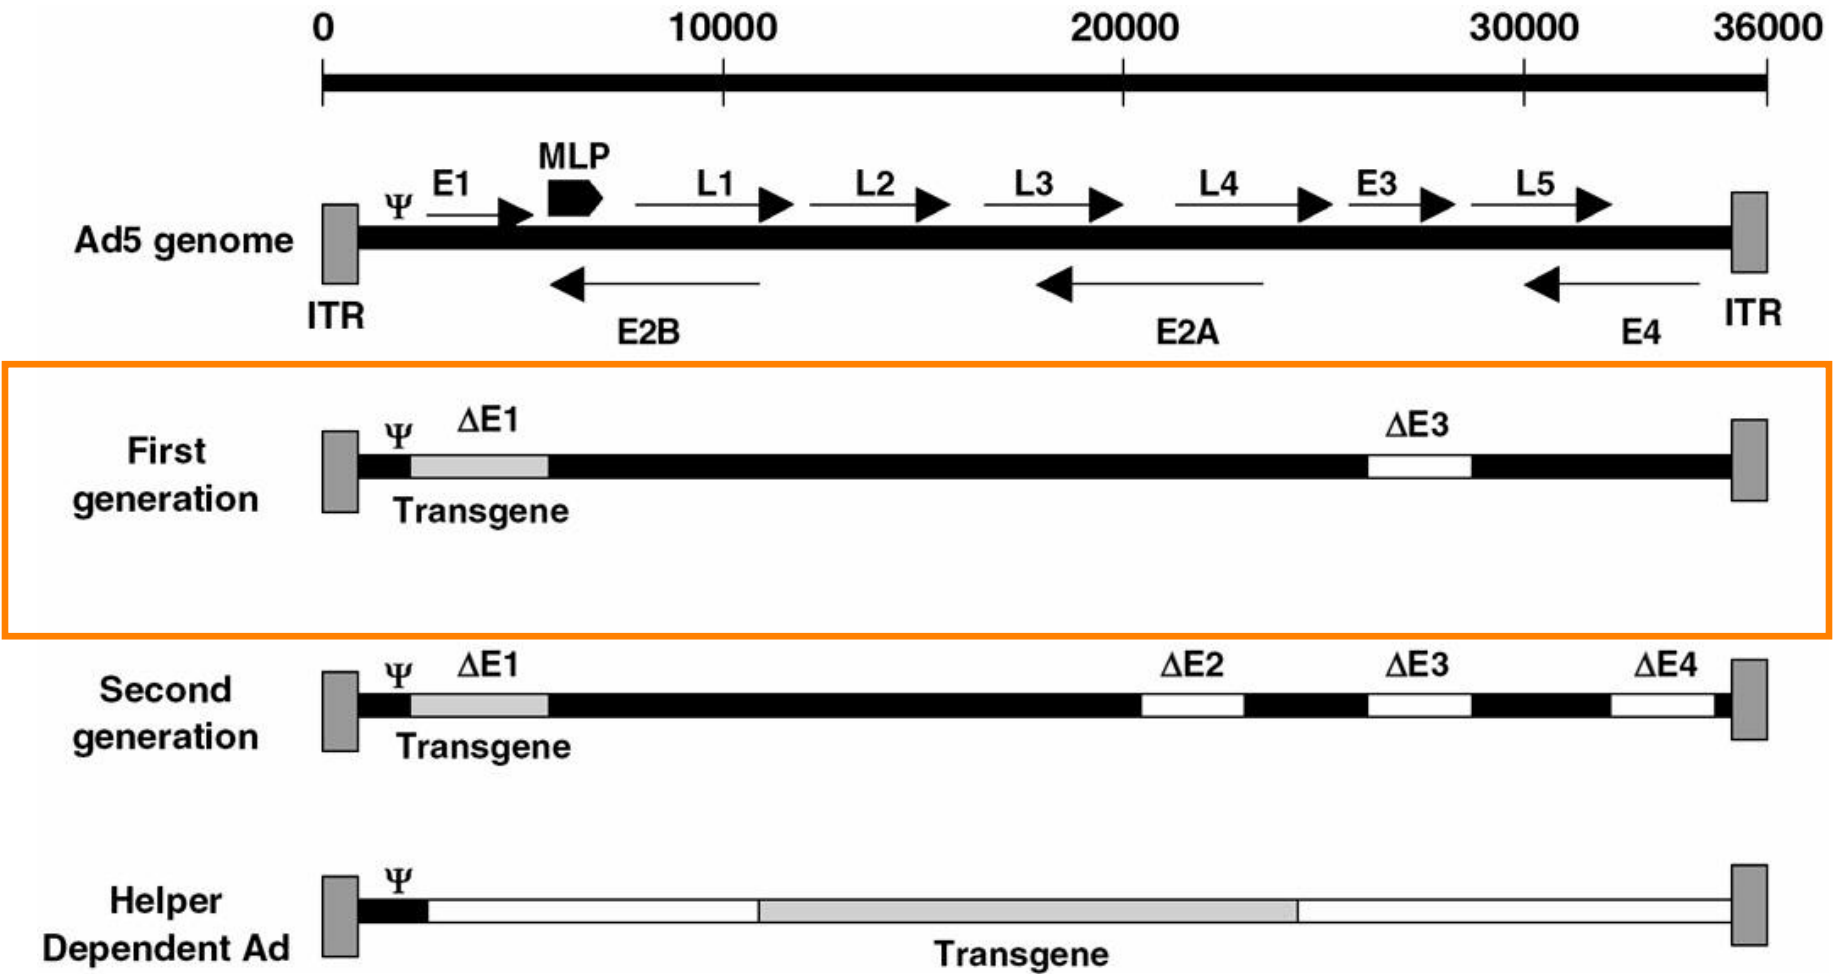 0 10000 20000 30000 36000
MLP
Ψ E1 L1 L2 L3 L4 E3 L5
Ad5 genome
ITR ITR
E2B E2A E4
ΔE1 ΔE3
Ψ
First
generation
Transgene
Ψ ΔE1 ΔE2 ΔE3 ΔE4
Second
generation
Transgene
Ψ
Helper
Dependent Ad
Transgene